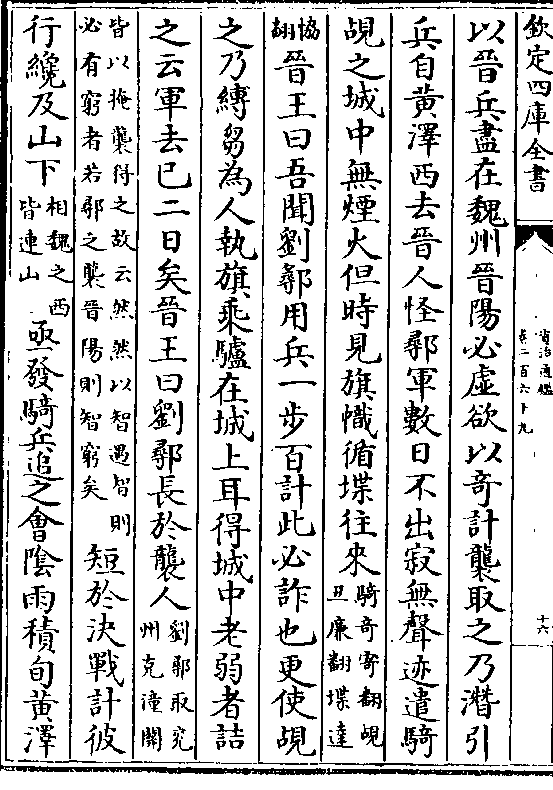 欽定四庫全書
資治通鑑
卷二百六十九
十六
以晉兵盡在魏州晉陽必虛欲以奇計襲取之乃潛引
兵自黃澤西去晉人怪鄩軍數日不出寂無聲迹遣騎
覘之城中無煙火但時見旗幟循堞往來騎奇寄翻覘丑廉翻堞達
協翻晉王曰吾聞劉鄩用兵一步百計此必詐也更使覘
之乃縛芻為人執旗乘驢在城上耳得城中老弱者詰
之云軍去已二日矣晉王曰劉鄩長於襲人劉鄩取兖州克潼關
皆以掩襲得之故云然然以智遇智則必有窮者若鄩之襲晉陽則智窮矣短於決戰計彼
行纔及山下相魏之西皆連山亟發騎兵追之會陰雨積旬黃澤